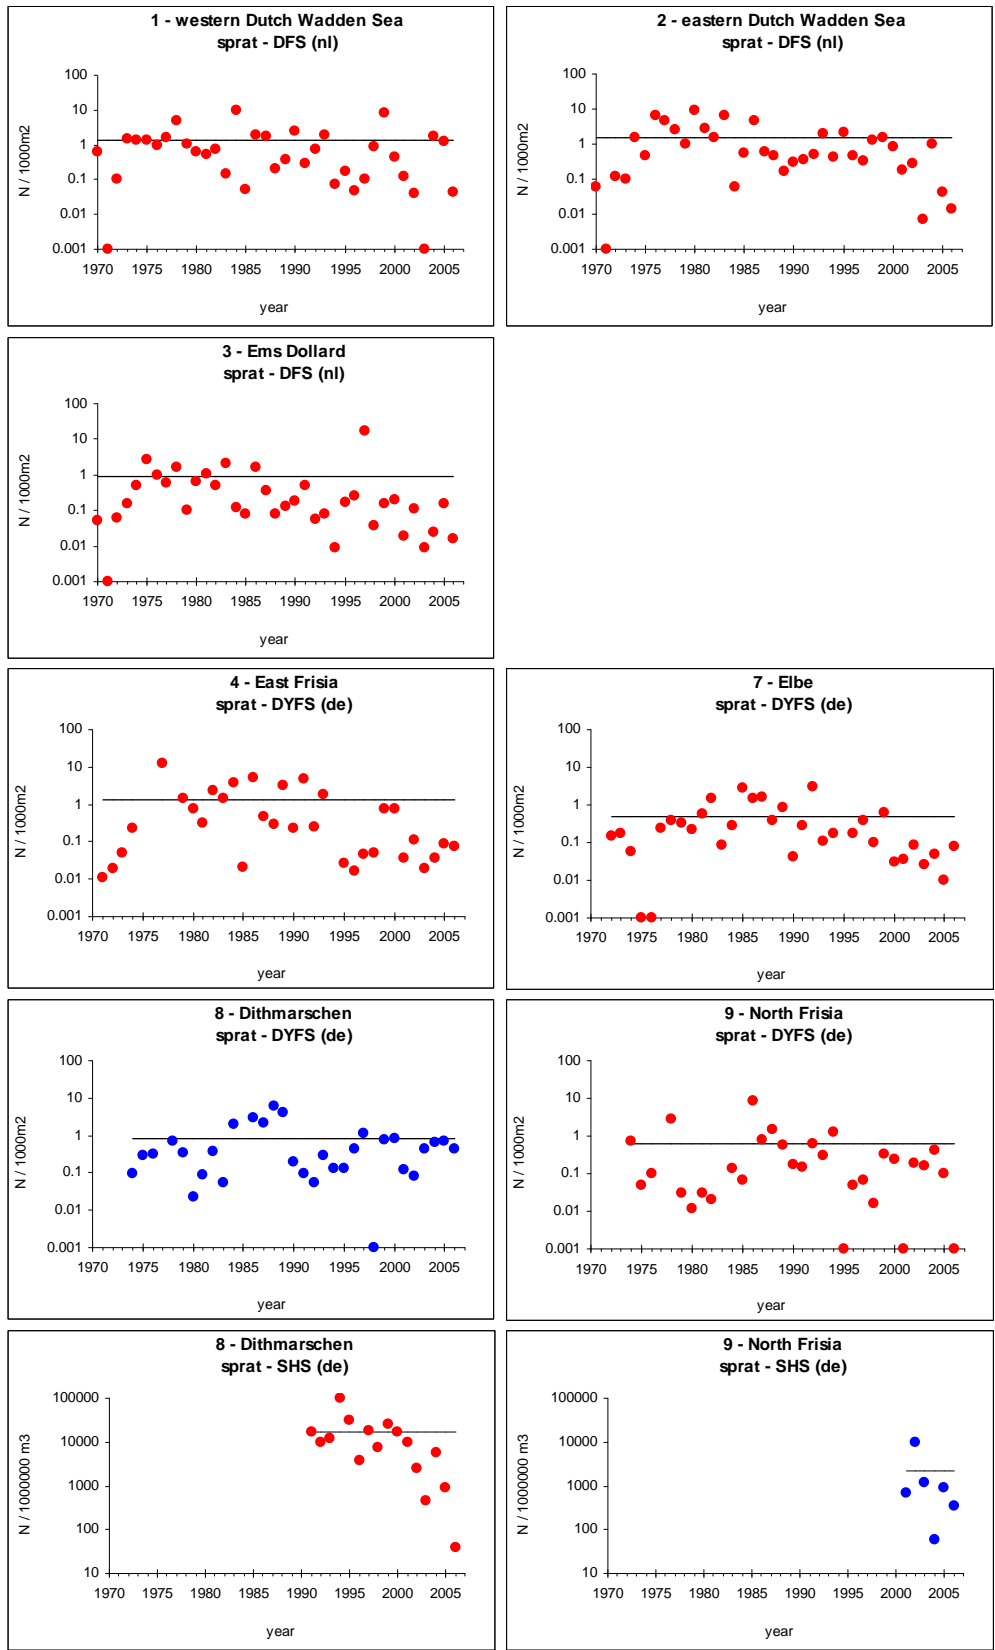 1 - western Dutch Wadden Sea
sprat - DFS (nl)
100
10
1
0.1
0.01
0.001
N / 1000m2
1970 1975 1980 1985 1990 1995 2000 2005
year
2 - eastern Dutch Wadden Sea
sprat - DFS (nl)
100
10
1
0.1
0.01
0.001
N / 1000m2
1970 1975 1980 1985 1990 1995 2000 2005
year
3 - Ems Dollard
sprat - DFS (nl)
100
10
1
0.1
0.01
0.001
N / 1000m2
1970 1975 1980 1985 1990 1995 2000 2005
year
4 - East Frisia
sprat - DYFS (de)
100
10
1
0.1
0.01
0.001
N / 1000m2
1970 1975 1980 1985 1990 1995 2000 2005
year
7 - Elbe
sprat - DYFS (de)
100
10
1
0.1
0.01
0.001
N / 1000m2
1970 1975 1980 1985 1990 1995 2000 2005
year
8 - Dithmarschen
sprat - DYFS (de)
100
10
1
0.1
0.01
0.001
N / 1000m2
1970 1975 1980 1985 1990 1995 2000 2005
year
9 - North Frisia
sprat - DYFS (de)
100
10
1
0.1
0.01
0.001
N / 1000m2
1970 1975 1980 1985 1990 1995 2000 2005
year
8 - Dithmarschen
sprat - SHS (de)
100000
10000
1000
100
10
N / 1000000 m3
1970 1975 1980 1985 1990 1995 2000 2005
year
9 - North Frisia
sprat - SHS (de)
100000
10000
1000
100
10
N / 1000000 m3
1970 1975 1980 1985 1990 1995 2000 2005
year